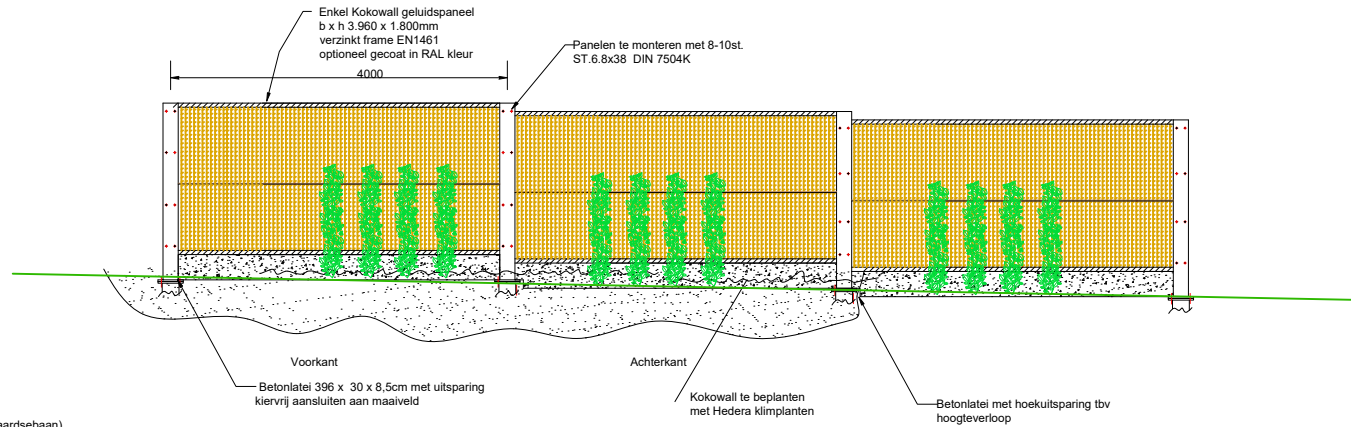 Enkel Kokowall geluidspaneel
b x h 3.960 x 1.800mm
verzinkt frame EN1461
optioneel gecoat in RAL kleur
Panelen te monteren met 8-10st.
ST.6.8x38 DIN 7504K
4000
Voorkant
Achterkant
Betonlatei 396 x 30 x 8,5cm met uitsparing
kiervrij aansluiten aan maaiveld
Kokowall te beplanten
met Hedera klimplanten
Betonlatei met hoekuitsparing tbv
hoogteverloop